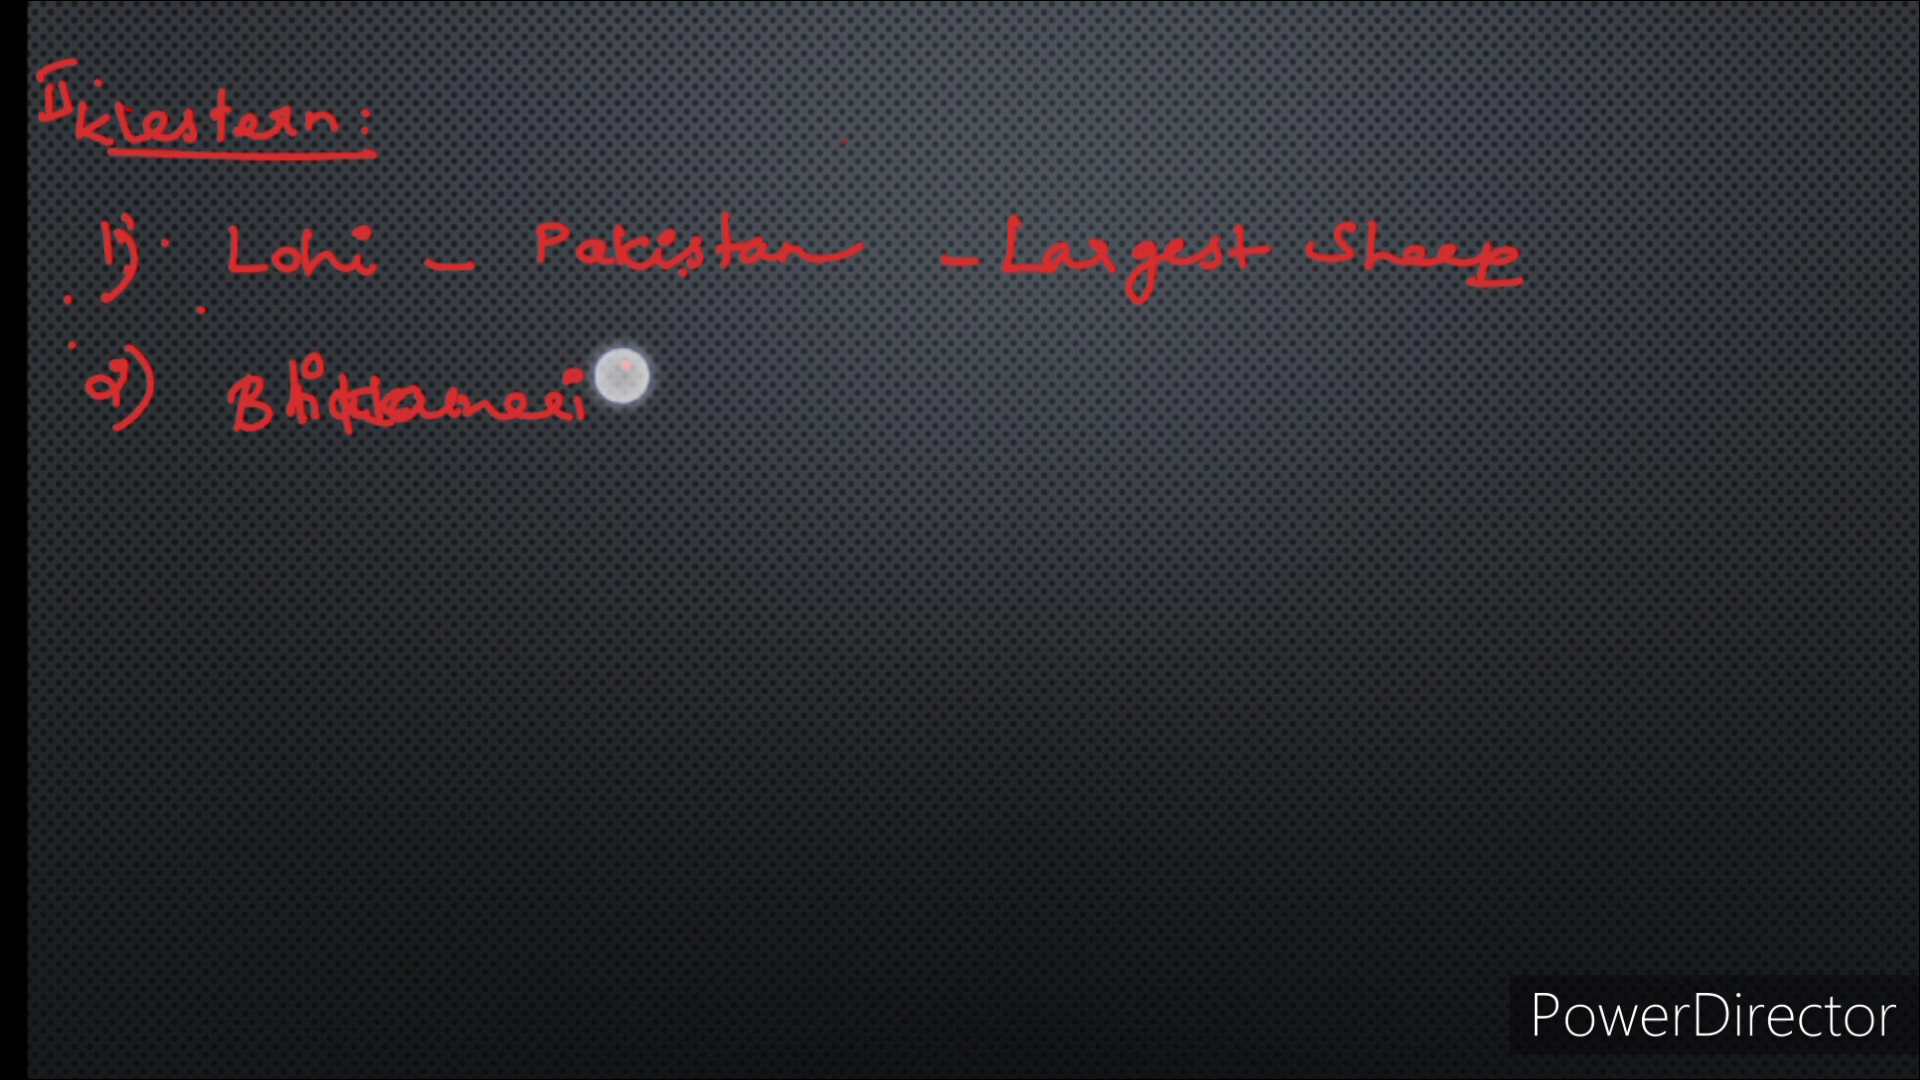 II Western:
1) Lohi - Pakistan - Largest Sheep
2)
PowerDirector